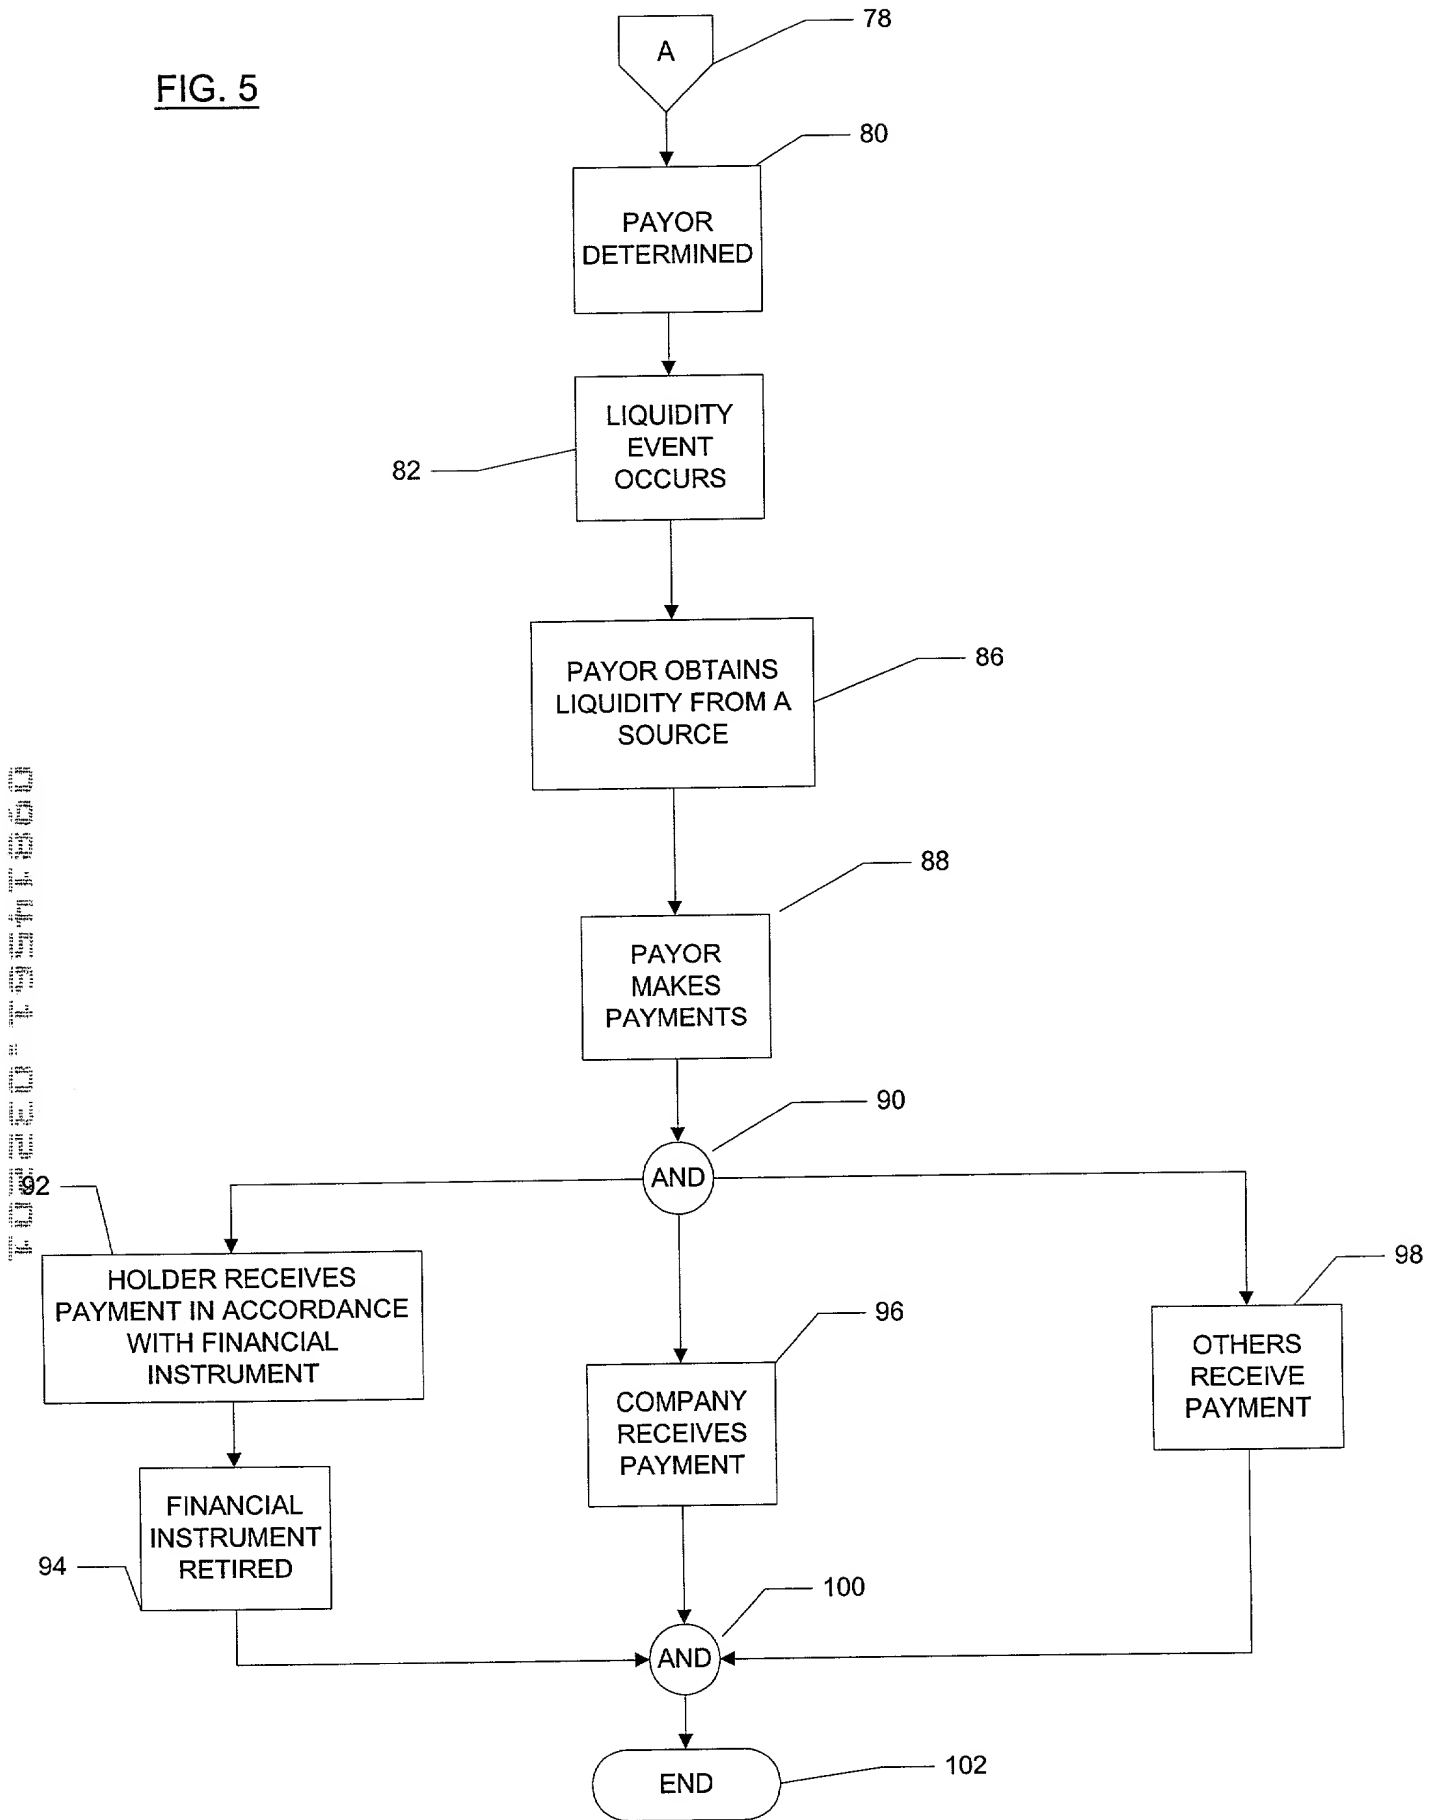 FIG. 5
78
A
80
PAYOR
DETERMINED
LIQUIDITY
EVENT
OCCURS
82
86
PAYOR OBTAINS
LIQUIDITY FROM A
SOURCE
88
PAYOR
MAKES
PAYMENTS
90
AND
92
HOLDER RECEIVES
PAYMENT IN ACCORDANCE
WITH FINANCIAL
INSTRUMENT
98
OTHERS
RECEIVE
PAYMENT
96
COMPANY
RECEIVES
PAYMENT
FINANCIAL
INSTRUMENT
RETIRED
94
100
AND
END
102